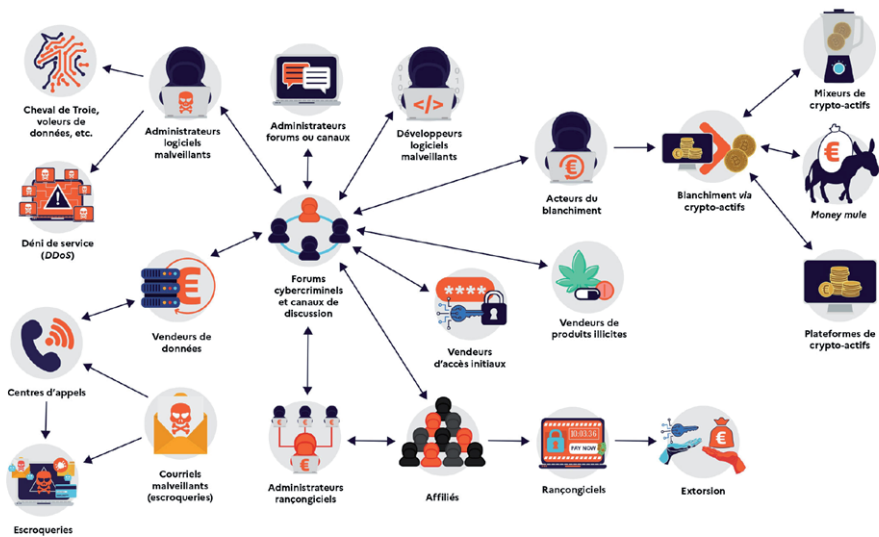 Cheval de Troie,
voleurs de
données, etc.
Administrateurs
logiciels
malveillants
Administrateurs
forums ou canaux
</>
Développeurs
logiciels
malveillants
€
Acteurs du
blanchiment
Blanchiment via
crypto-actifs
Mixeurs de
crypto-actifs
€
Money mule
Plateformes de
crypto-actifs
Déni de service
(DDoS)
€
Vendeurs de
données
Forums
cybercriminels
et canaux de
discussion
****
Vendeurs
d'accès initiaux
Vendeurs de
produits illicites
Centres d'appels
Courriels
malveillants
(escroqueries)
Escroqueries
€
Administrateurs
rançongiciels
€
Affiliés
10:03:36
PAY NOW
Rançongiciels
€
Extorsion